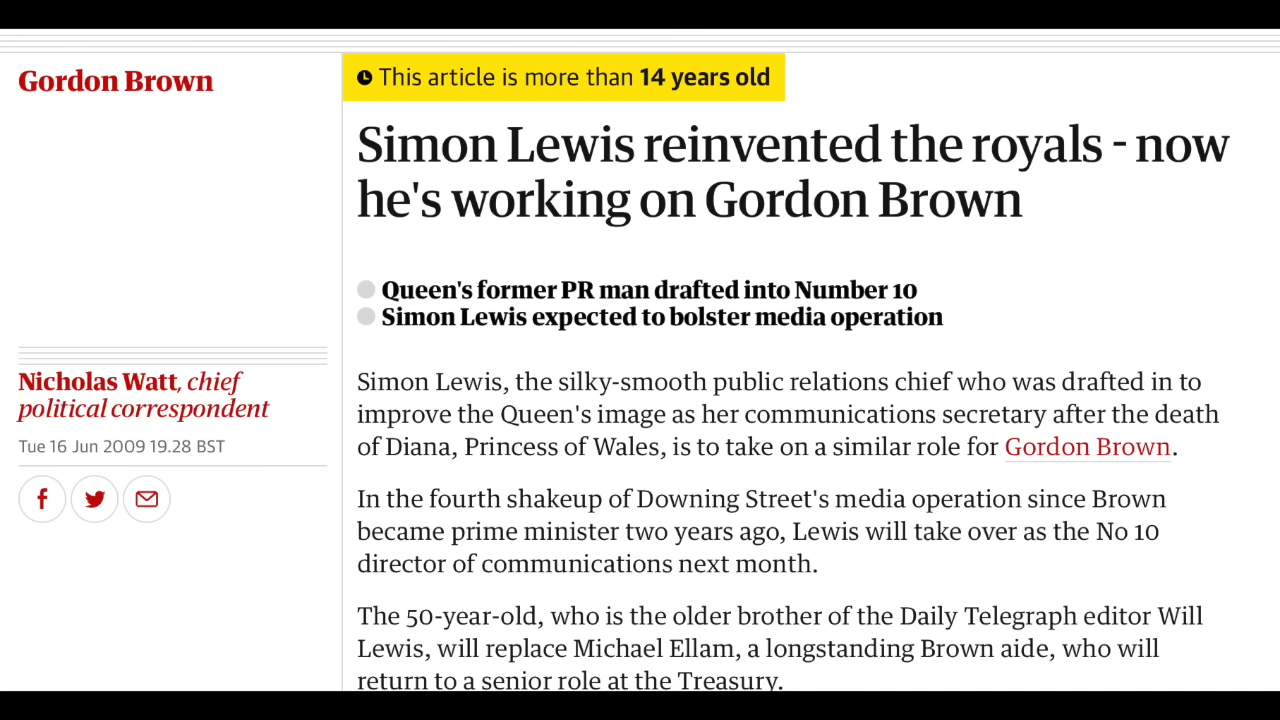 Gordon Brown
This article is more than 14 years old
Simon Lewis reinvented the royals - now
he's working on Gordon Brown
Queen's former PR man drafted into Number 10
Simon Lewis expected to bolster media operation
Nicholas Watt, chief
political correspondent
Tue 16 Jun 2009 19.28 BST
Simon Lewis, the silky-smooth public relations chief who was drafted in to
improve the Queen's image as her communications secretary after the death
of Diana, Princess of Wales, is to take on a similar role for Gordon Brown.
In the fourth shakeup of Downing Street's media operation since Brown
became prime minister two years ago, Lewis will take over as the No 10
director of communications next month.
The 50-year-old, who is the older brother of the Daily Telegraph editor Will
Lewis, will replace Michael Ellam, a longstanding Brown aide, who will
return to a senior role at the Treasury.